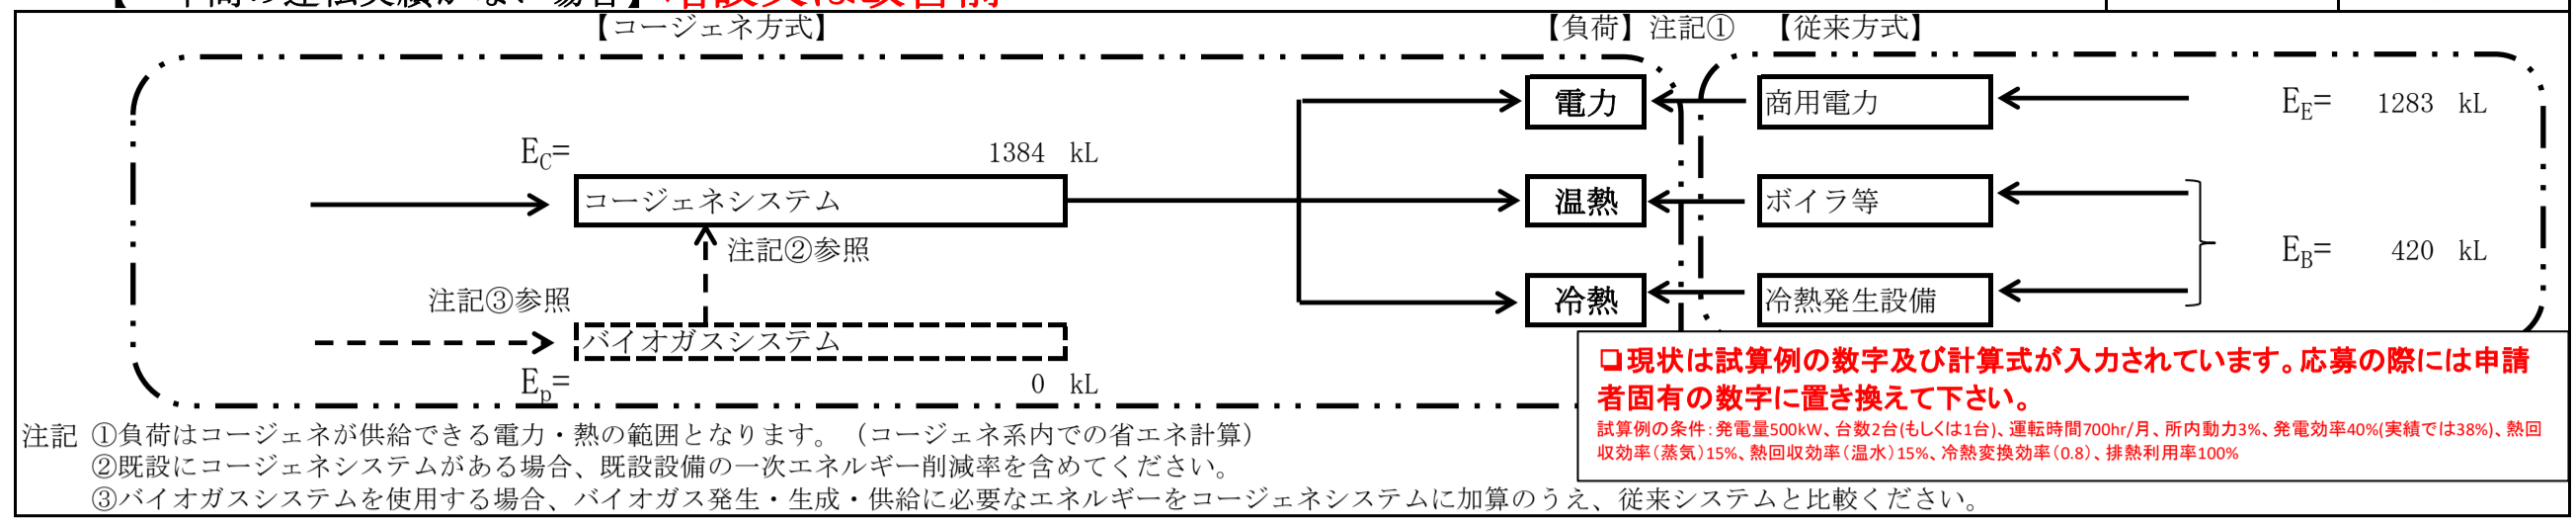 【コージェネ方式】
【負荷】注記①
【従来方式】
電力
商用電力
EE= 1283 kL
EC= 1384 kL
コージェネシステム
温熱
ボイラ等
注記②参照
EB= 420 kL
注記③参照
冷熱
冷熱発生設備
バイオガスシステム
Ep= 0 kL
❑現状は試算例の数字及び計算式が入力されています。応募の際には申請
者固有の数字に置き換えて下さい。
試算例の条件：発電量500kW、台数2台(もしくは1台)、運転時間700hr/月、所内動力3%、発電効率40%(実績では38%)、熱回
収効率(蒸気)15%、熱回収効率(温水)15%、冷熱変換効率(0.8)、排熱利用率100%
注記 ①負荷はコージェネが供給できる電力・熱の範囲となります。（コージェネ系内での省エネ計算）
②既設にコージェネシステムがある場合、既設設備の一次エネルギー削減率を含めてください。
③バイオガスシステムを使用する場合、バイオガス発生・生成・供給に必要なエネルギーをコージェネシステムに加算のうえ、従来システムと比較ください。